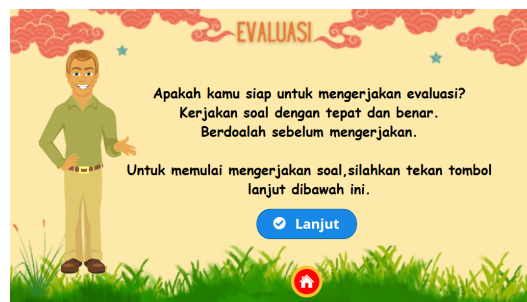 EVALUASI
Apakah kamu siap untuk mengerjakan evaluasi?
Kerjakan soal dengan tepat dan benar.
Berdoalah sebelum mengerjakan.
Untuk memulai mengerjakan soal,silahkan tekan tombol
lanjut dibawah ini.
Lanjut